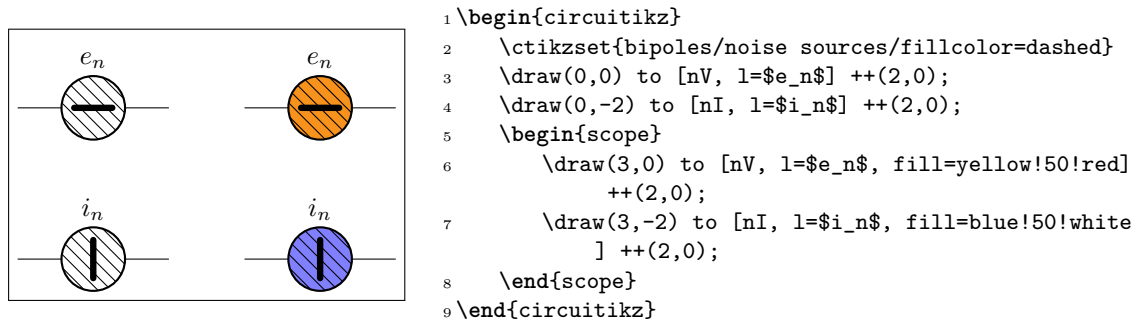 e_n e_n
i_n i_n
1 \begin{circuitikz}
2 \ctikzset{bipoles/noise sources/fillcolor=dashed}
3 \draw(0,0) to [nV, l=$e_n$] ++(2,0);
4 \draw(0,-2) to [nI, l=$i_n$] ++(2,0);
5 \begin{scope}
6 \draw(3,0) to [nV, l=$e_n$, fill=yellow!50!red]
++(2,0);
7 \draw(3,-2) to [nI, l=$i_n$, fill=blue!50!white
] ++(2,0);
8 \end{scope}
9 \end{circuitikz}